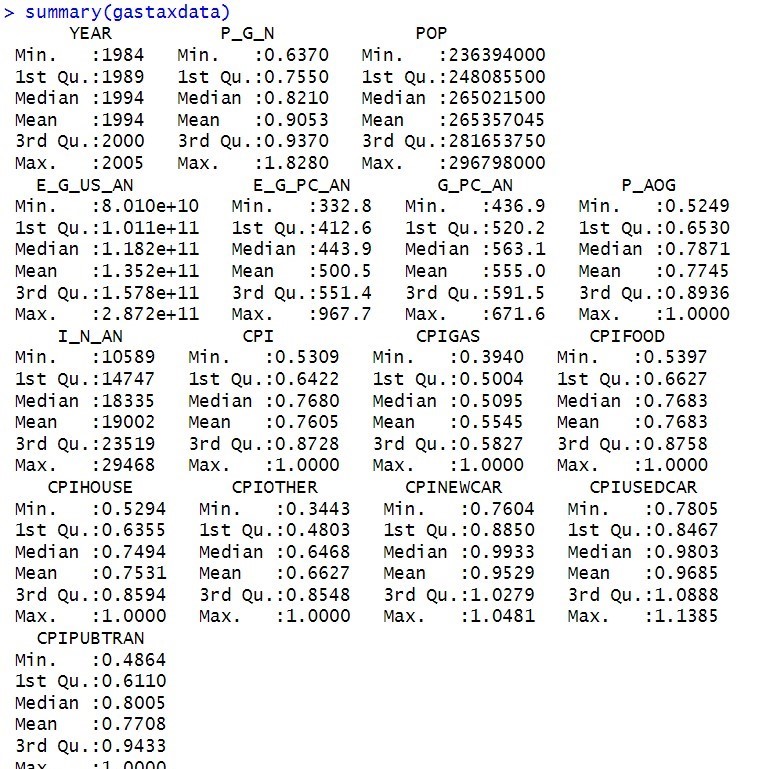 > summary(gastaxdata)
YEAR P_G_N POP
Min. :1984 Min. :0.6370 Min. :236394000
1st Qu.:1989 1st Qu.:0.7550 1st Qu.:248085500
Median :1994 Median :0.8210 Median :265021500
Mean :1994 Mean :0.9053 Mean :265357045
3rd Qu.:2000 3rd Qu.:0.9370 3rd Qu.:281653750
Max. :2005 Max. :1.8280 Max. :296798000
E_G_US_AN E_G_PC_AN G_PC_AN P_AOG
Min. :8.010e+10 Min. :332.8 Min. :436.9 Min. :0.5249
1st Qu.:1.011e+11 1st Qu.:412.6 1st Qu.:520.2 1st Qu.:0.6530
Median :1.182e+11 Median :443.9 Median :563.1 Median :0.7871
Mean :1.352e+11 Mean :500.5 Mean :555.0 Mean :0.7745
3rd Qu.:1.578e+11 3rd Qu.:551.4 3rd Qu.:591.5 3rd Qu.:0.8936
Max. :2.872e+11 Max. :967.7 Max. :671.6 Max. :1.0000
I_N_AN CPI CPIGAS CPIFOOD
Min. :10589 Min. :0.5309 Min. :0.3940 Min. :0.5397
1st Qu.:14747 1st Qu.:0.6422 1st Qu.:0.5004 1st Qu.:0.6627
Median :18335 Median :0.7680 Median :0.5095 Median :0.7683
Mean :19002 Mean :0.7605 Mean :0.5545 Mean :0.7683
3rd Qu.:23519 3rd Qu.:0.8728 3rd Qu.:0.5827 3rd Qu.:0.8758
Max. :29468 Max. :1.0000 Max. :1.0000 Max. :1.0000
CPIHOUSE CPIOTHER CPINEWCAR CPIUSEDCAR
Min. :0.5294 Min. :0.3443 Min. :0.7604 Min. :0.7805
1st Qu.:0.6355 1st Qu.:0.4803 1st Qu.:0.8850 1st Qu.:0.8467
Median :0.7494 Median :0.6468 Median :0.9933 Median :0.9803
Mean :0.7531 Mean :0.6627 Mean :0.9529 Mean :0.9685
3rd Qu.:0.8594 3rd Qu.:0.8548 3rd Qu.:1.0279 3rd Qu.:1.0888
Max. :1.0000 Max. :1.0000 Max. :1.0481 Max. :1.1385
CPIPUBTRAN
Min. :0.4864
1st Qu.:0.6110
Median :0.8005
Mean :0.7708
3rd Qu.:0.9433
Max. :1.0000